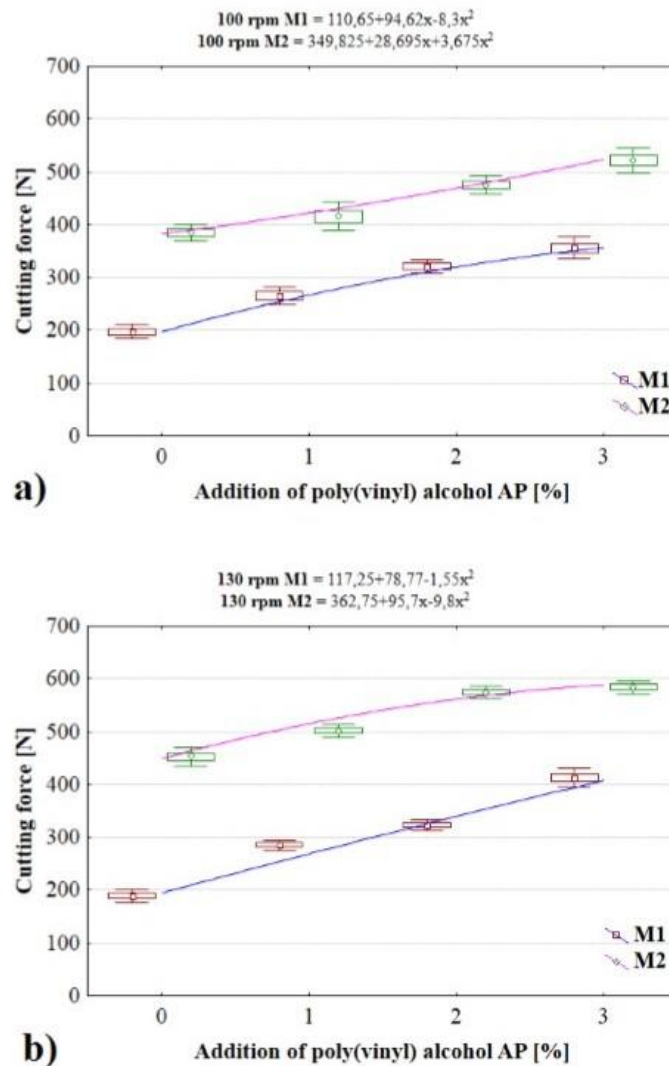 100 rpm M1 = 110,65+94,62x-8,3x²
100 rpm M2 = 349,825+28,695x+3,675x²
700
600
500
400
300
200
100
0
Cutting force [N]
M1
M2
0 1 2 3
Addition of poly(vinyl) alcohol AP [%]
a)
130 rpm M1 = 117,25+78,77-1,55x²
130 rpm M2 = 362,75+95,7x-9,8x²
700
600
500
400
300
200
100
0
Cutting force [N]
M1
M2
0 1 2 3
Addition of poly(vinyl) alcohol AP [%]
b)